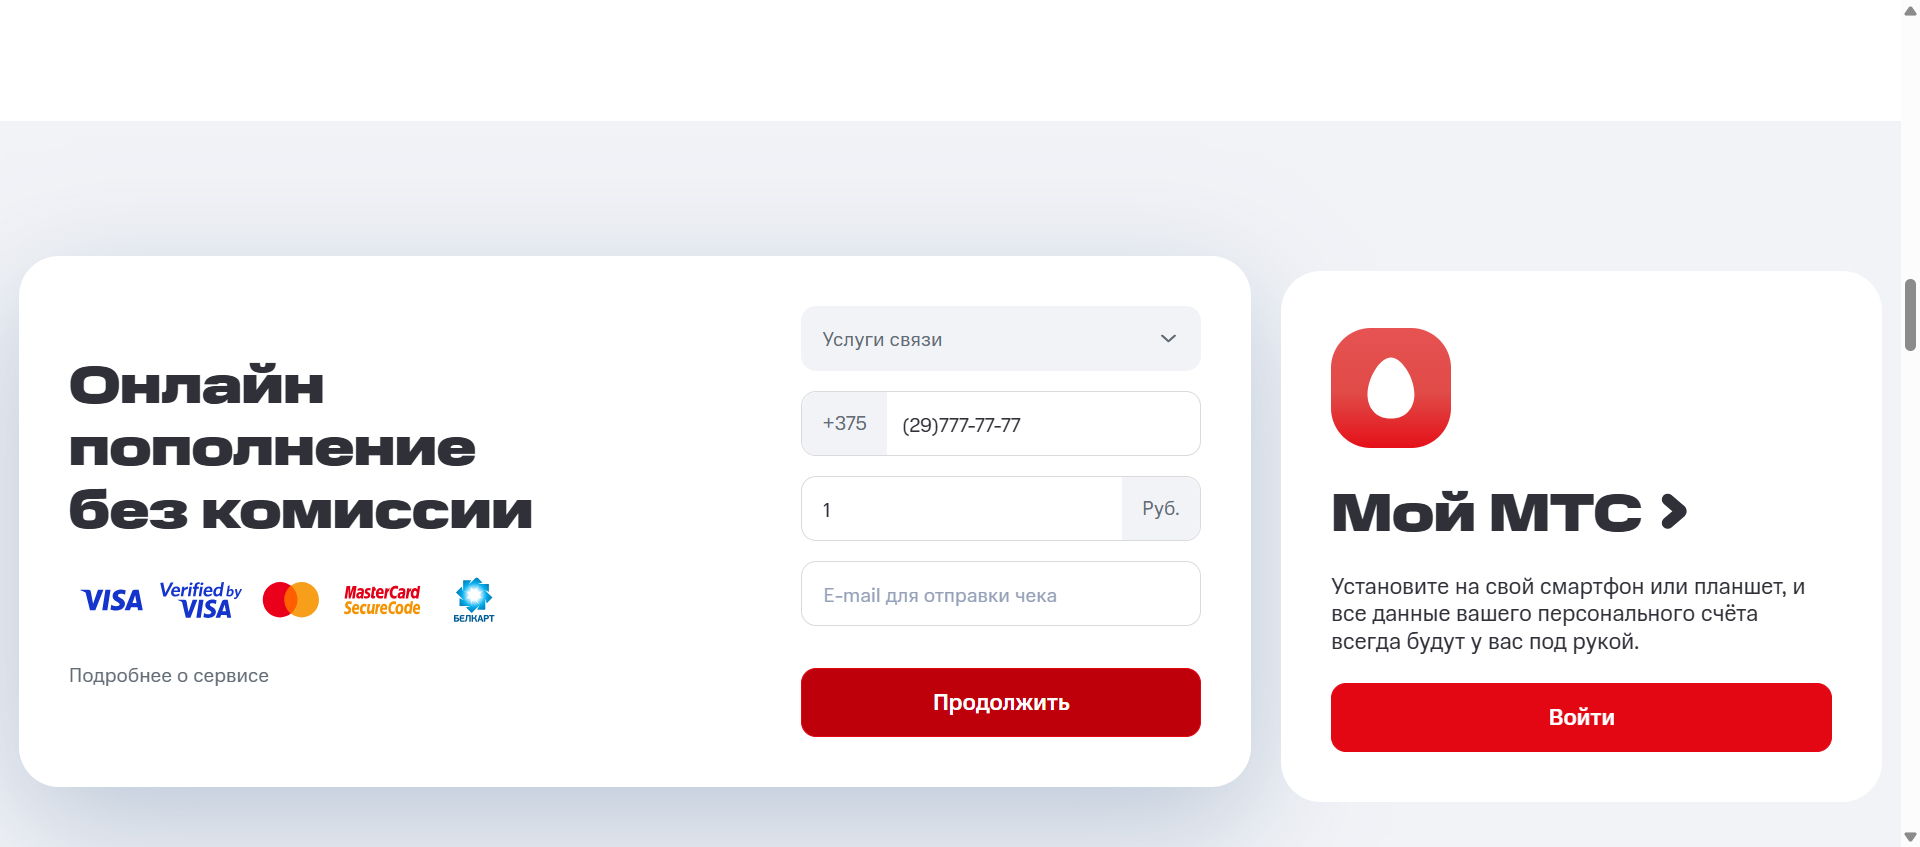 Онлайн
пополнение
без комиссии
VISA
Verified by
VISA
MasterCard
SecureCode
БЕЛКАРТ
Подробнее о сервисе
Услуги связи
+375 (29)777-77-77
1 Руб.
E-mail для отправки чека
Продолжить
Мой МТС
Установите на свой смартфон или планшет, и
все данные вашего персонального счёта
всегда будут у вас под рукой.
Войти